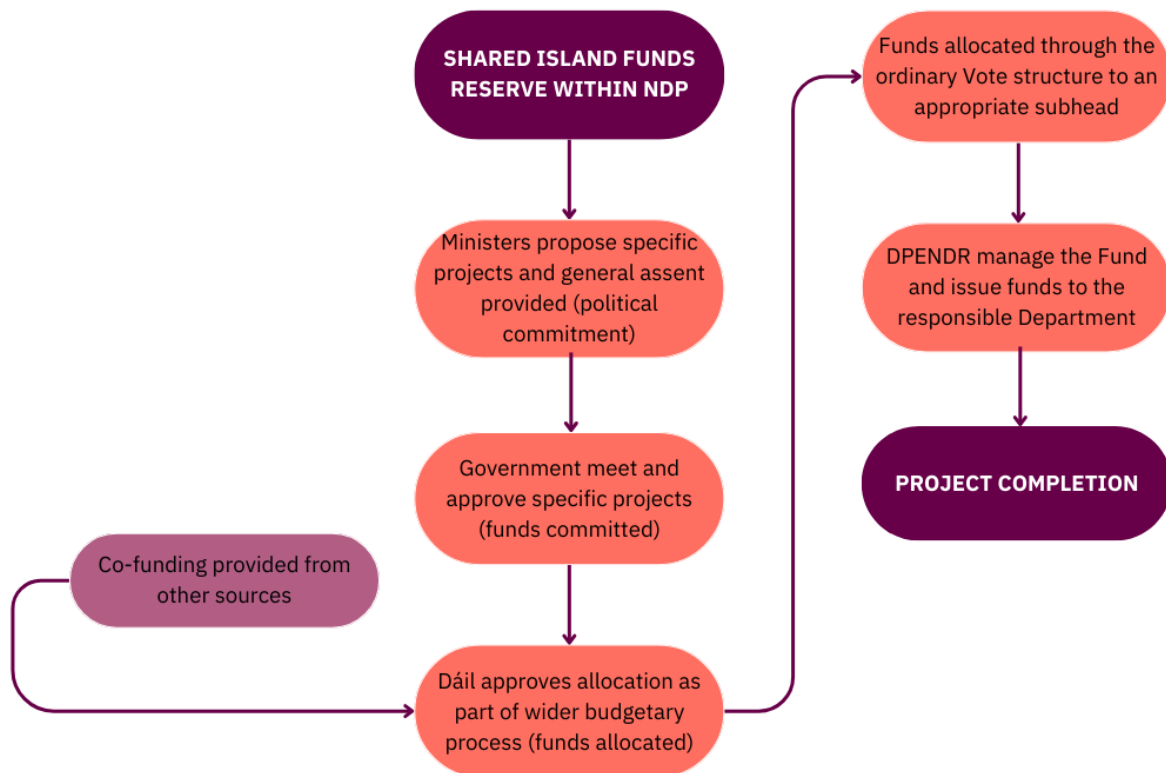 SHARED ISLAND FUNDS
RESERVE WITHIN NDP
Ministers propose specific
projects and general assent
provided (political
commitment)
Government meet and
approve specific projects
(funds committed)
Co-funding provided from
other sources
Dáil approves allocation as
part of wider budgetary
process (funds allocated)
Funds allocated through the
ordinary Vote structure to an
appropriate subhead
DPENDR manage the Fund
and issue funds to the
responsible Department
PROJECT COMPLETION